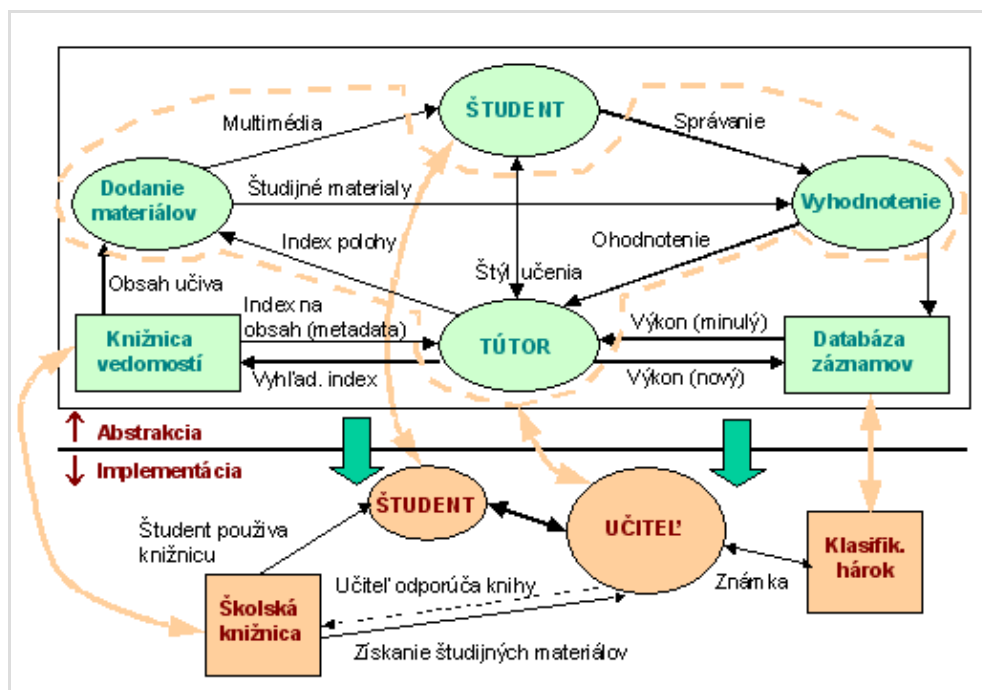 ŠTUDENT
Multimédia
Správanie
Dodanie
materiálov
Študijné materialy
Vyhodnotenie
Index polohy
Ohodnotenie
Štýl učenia
Obsah učiva
Index na
obsah (metadata)
Knižnica
vedomostí
TÚTOR
Výkon (minulý)
Databáza
záznamov
Vyhľad. index
Výkon (nový)
Abstrakcia
Implementácia
ŠTUDENT
UČITEĽ
Študent použiva
knižnicu
Klasifik.
hárok
Učiteľ odporúča knihy
Známka
Školská
knižnica
Získanie študijných materiálov